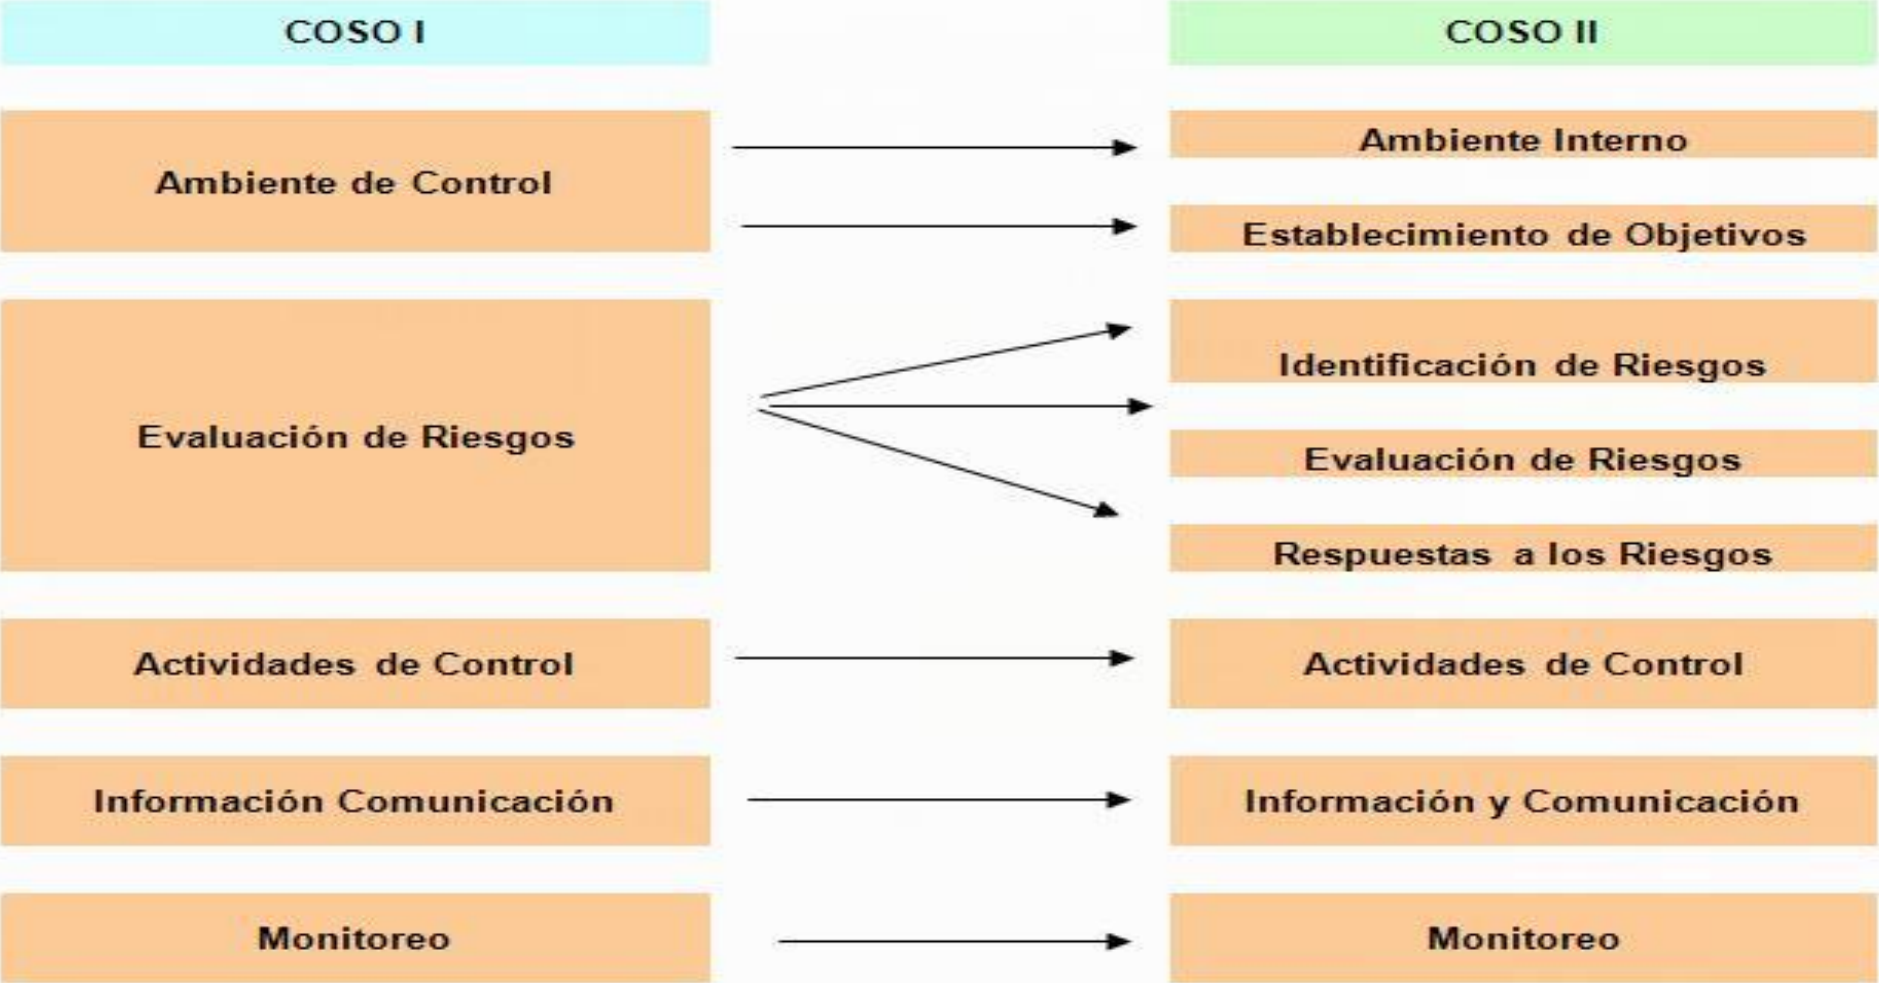 COSO I
COSO II
Ambiente de Control
Ambiente Interno
Establecimiento de Objetivos
Evaluación de Riesgos
Identificación de Riesgos
Evaluación de Riesgos
Respuestas a los Riesgos
Actividades de Control
Actividades de Control
Información Comunicación
Información y Comunicación
Monitoreo
Monitoreo